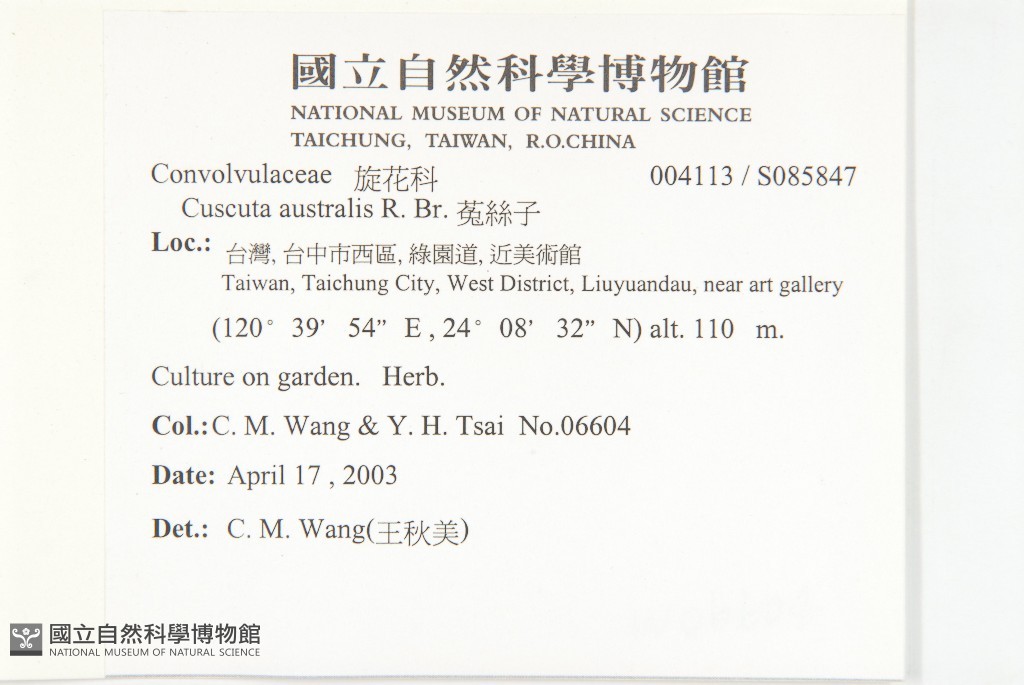 國立自然科學博物館
NATIONAL MUSEUM OF NATURAL SCIENCE
TAICHUNG, TAIWAN, R.O.CHINA
Convolvulaceae 旋花科 004113 / S085847
Cuscuta australis R. Br. 菟絲子
Loc.: 台灣, 台中市西區, 綠園道, 近美術館
Taiwan, Taichung City, West District, Liuyuandau, near art gallery
(120° 39’ 54” E , 24° 08’ 32” N) alt. 110 m.
Culture on garden. Herb.
Col.: C. M. Wang & Y. H. Tsai No.06604
Date: April 17 , 2003
Det.: C. M. Wang(王秋美)
國立自然科學博物館
NATIONAL MUSEUM OF NATURAL SCIENCE